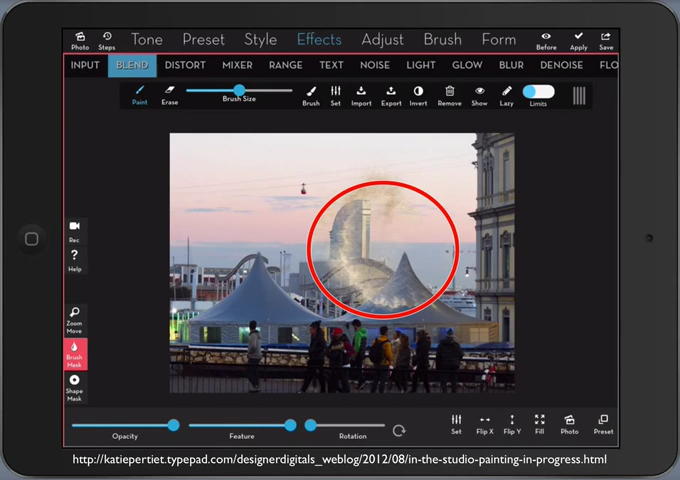 Photo Steps Tone Preset Style Effects Adjust Brush Form Before Apply Save
INPUT BLEND DISTORT MIXER RANGE TEXT NOISE LIGHT GLOW BLUR DENOISE FLO
Paint Erase Brush Size Brush Set Import Export Invert Remove Show Lazy Limits
Rec
?
Help
Zoom
Move
Brush
Mask
Shape
Mask
Opacity Feature Rotation Set Flip X Flip Y Fill Photo Preset
http://katiepertiet.typepad.com/designerdigitals_weblog/2012/08/in-the-studio-painting-in-progress.html